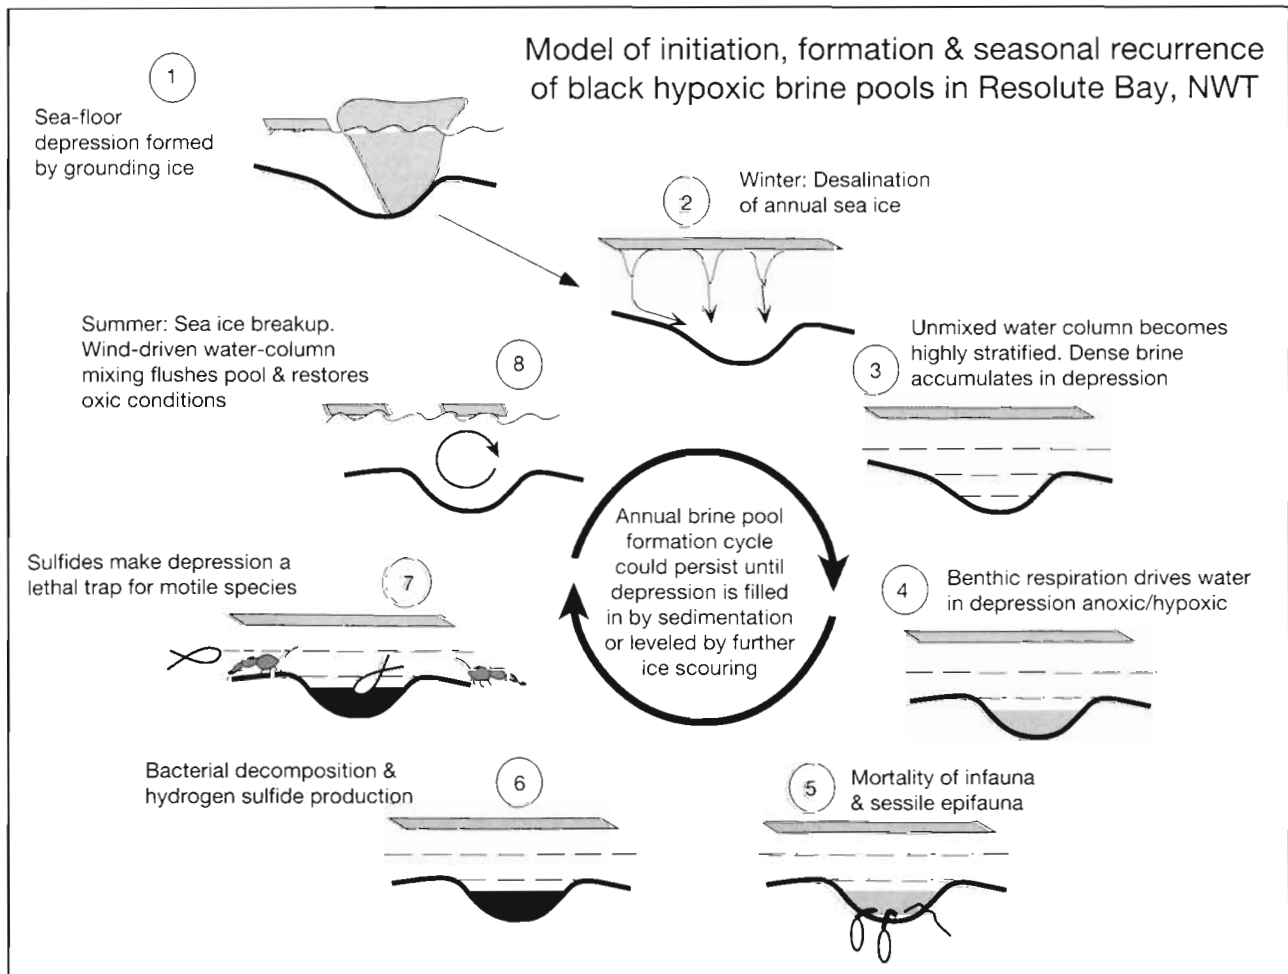 Model of initiation, formation & seasonal recurrence
of black hypoxic brine pools in Resolute Bay, NWT
1
Sea-floor
depression formed
by grounding ice
2
Winter: Desalination
of annual sea ice
3
Unmixed water column becomes
highly stratified. Dense brine
accumulates in depression
4
Benthic respiration drives water
in depression anoxic/hypoxic
5
Mortality of infauna
& sessile epifauna
6
Bacterial decomposition &
hydrogen sulfide production
7
Sulfides make depression a
lethal trap for motile species
8
Summer: Sea ice breakup.
Wind-driven water-column
mixing flushes pool & restores
oxic conditions
Annual brine pool
formation cycle
could persist until
depression is filled
in by sedimentation
or leveled by further
ice scouring